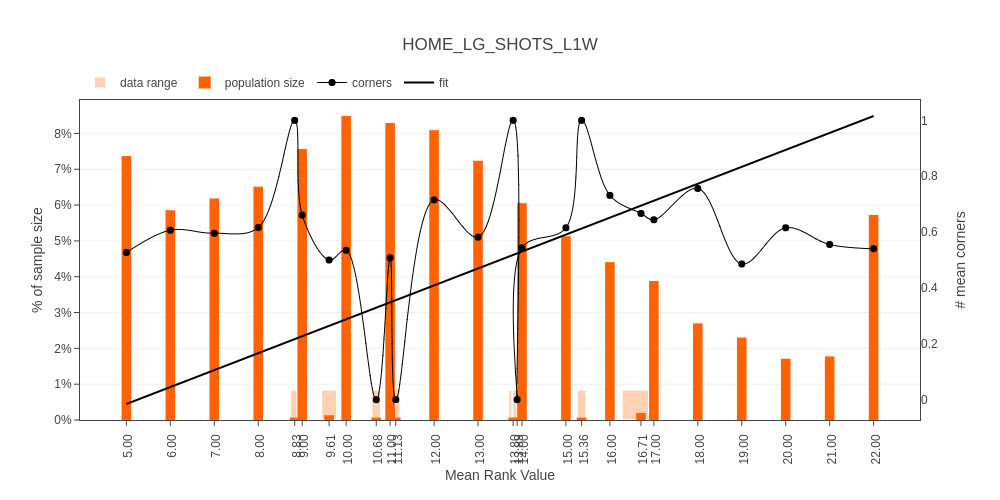 HOME_LG_SHOTS_L1W
data range population size corners fit
8% 7% 6% 5% 4% 3% 2% 1% 0%
% of sample size
1 0.8 0.6 0.4 0.2 0
# mean corners
5.00 6.00 7.00 8.00 8.83 9.00 9.61 10.00 10.68 11.00 11.13 12.00 13.00 14.00 15.00 15.36 16.00 16.71 17.00 18.00 19.00 20.00 21.00 22.00
Mean Rank Value